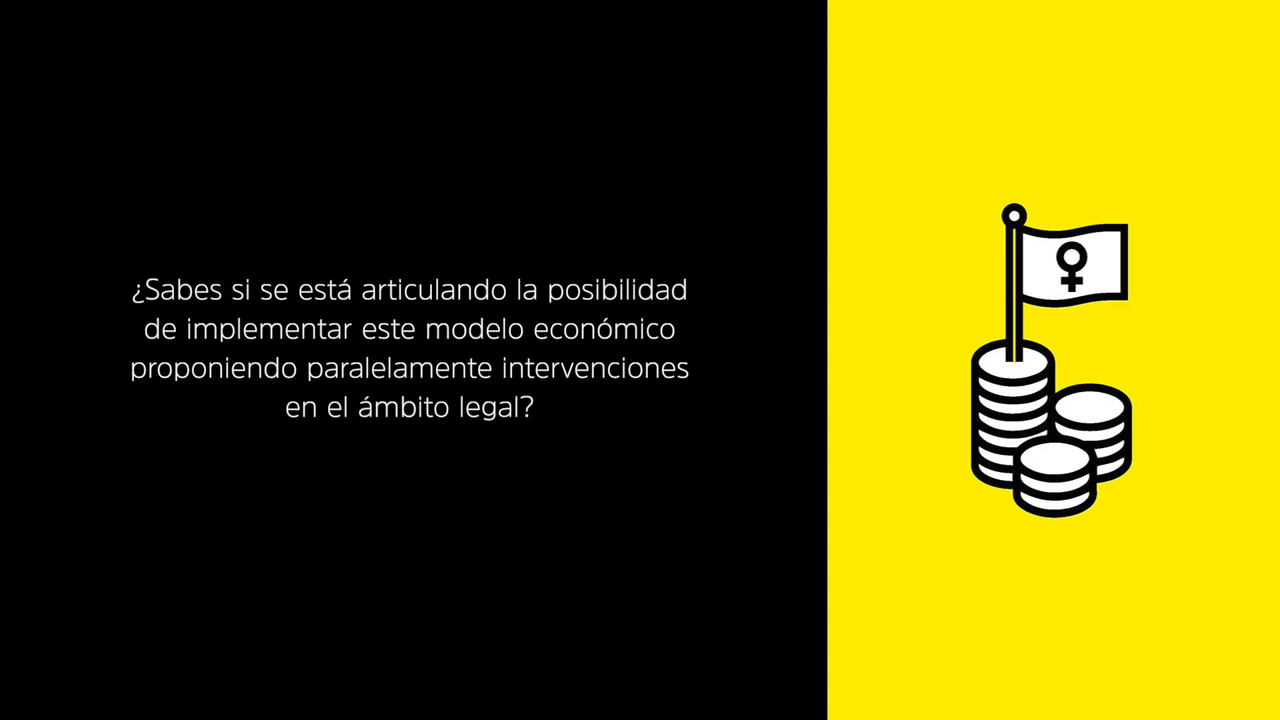 ¿Sabes si se está articulando la posibilidad
de implementar este modelo económico
proponiendo paralelamente intervenciones
en el ámbito legal?